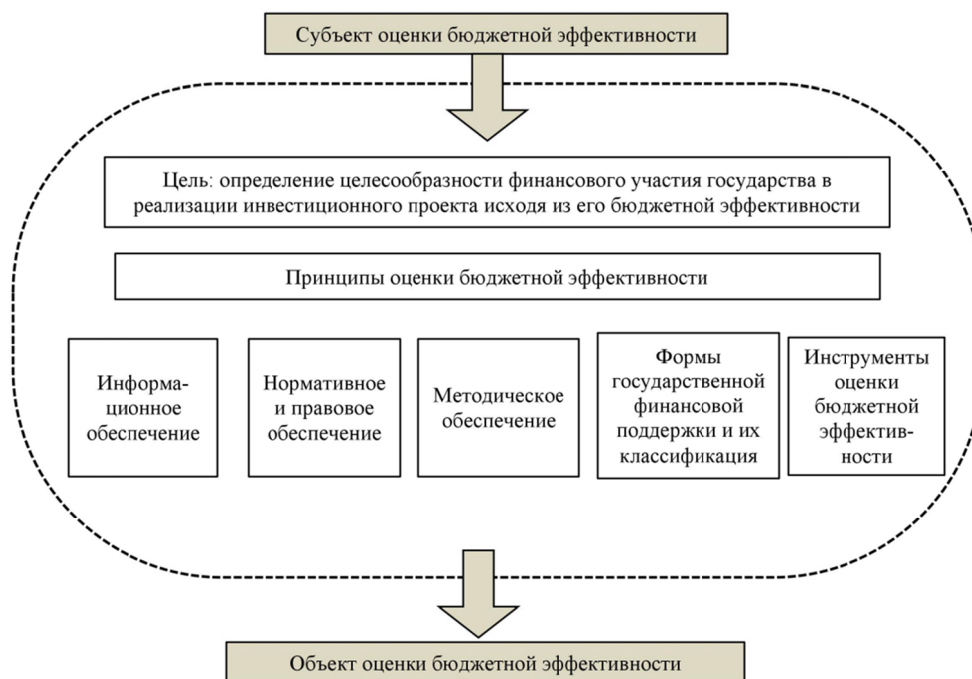 Субъект оценки бюджетной эффективности
Цель: определение целесообразности финансового участия государства в
реализации инвестиционного проекта исходя из его бюджетной эффективности
Принципы оценки бюджетной эффективности
Информа-
ционное
обеспечение
Нормативное
и правовое
обеспечение
Методическое
обеспечение
Формы
государственной
финансовой
поддержки и их
классификация
Инструменты
оценки
бюджетной
эффектив-
ности
Объект оценки бюджетной эффективности